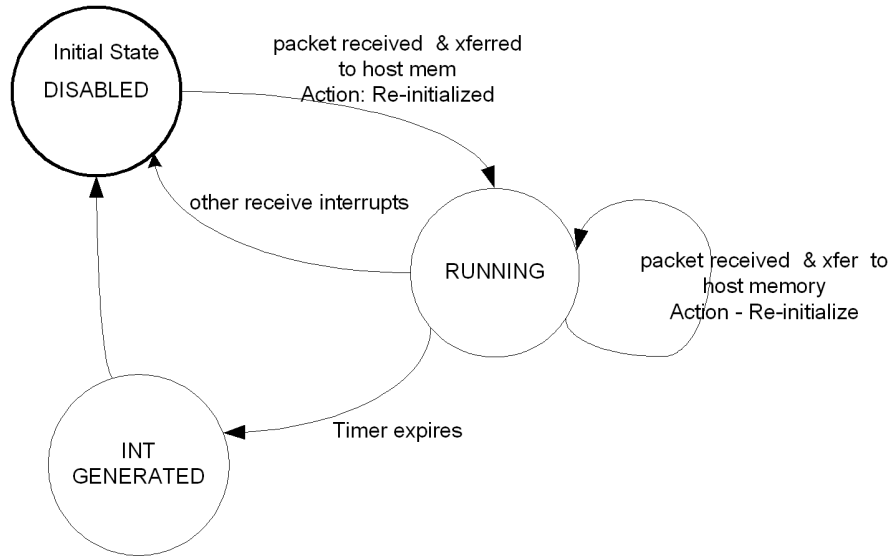 Initial State
DISABLED
packet received & xferred
to host mem
Action: Re-initialized
other receive interrupts
RUNNING
packet received & xfer to
host memory
Action - Re-initialize
Timer expires
INT
GENERATED